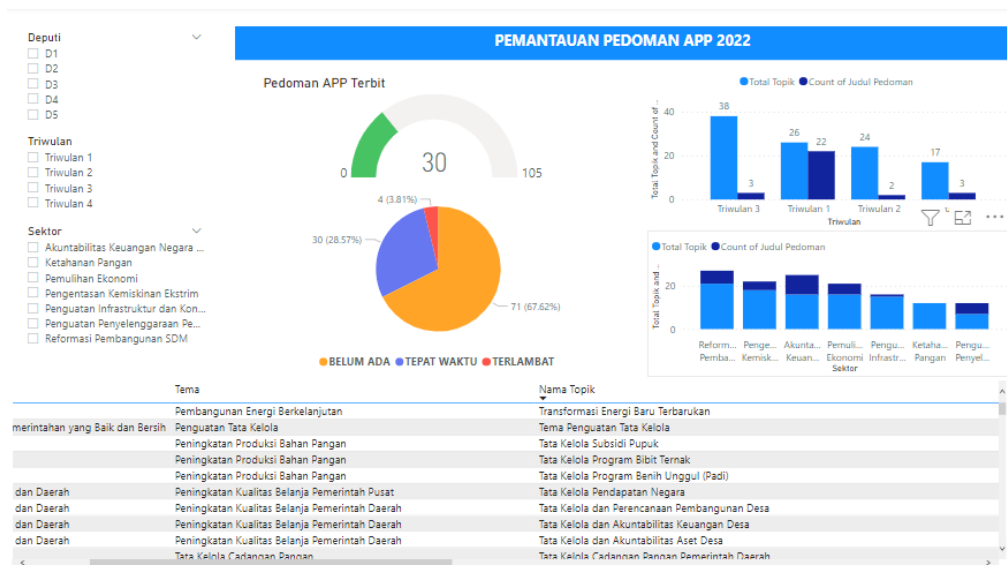 PEMANTAUAN PEDOMAN APP 2022
Deputi
D1
D2
D3
D4
D5
Triwulan
Triwulan 1
Triwulan 2
Triwulan 3
Triwulan 4
Sektor
Akuntabilitas Keuangan Negara ...
Ketahanan Pangan
Pemulihan Ekonomi
Pengentasan Kemiskinan Ekstrim
Penguatan Infrastruktur dan Kon...
Penguatan Penyelenggaraan Pe...
Reformasi Pembangunan SDM
Pedoman APP Terbit
30
0 105
4 (3.81%)
30 (28.57%)
71 (67.62%)
BELUM ADA TEPAT WAKTU TERLAMBAT
Total Topik Count of Judul Pedoman
Total Topik and Count of ...
40
20
0
38 3 26 22 24 2 17 3
Triwulan 3 Triwulan 1 Triwulan 2
Triwulan
Total Topik Count of Judul Pedoman
Total Topik and ...
20
0
Reform... Penge... Akunta... Pemuli... Pengu... Ketaha... Pengu...
Pemba... Kemisk... Keuan... Ekonomi Infrastr... Pangan Penyel...
Sektor
Tema Nama Topik
Pembangunan Energi Berkelanjutan Transformasi Energi Baru Terbarukan
merintahan yang Baik dan Bersih Penguatan Tata Kelola Tema Penguatan Tata Kelola
Peningkatan Produksi Bahan Pangan Tata Kelola Subsidi Pupuk
Peningkatan Produksi Bahan Pangan Tata Kelola Program Bibit Ternak
Peningkatan Produksi Bahan Pangan Tata Kelola Program Benih Unggul (Padi)
dan Daerah Peningkatan Kualitas Belanja Pemerintah Pusat Tata Kelola Pendapatan Negara
dan Daerah Peningkatan Kualitas Belanja Pemerintah Daerah Tata Kelola dan Perencanaan Pembangunan Desa
dan Daerah Peningkatan Kualitas Belanja Pemerintah Daerah Tata Kelola dan Akuntabilitas Keuangan Desa
dan Daerah Peningkatan Kualitas Belanja Pemerintah Daerah Tata Kelola dan Akuntabilitas Aset Desa
Tata Kelola Cadangan Pangan Tata Kelola Cadangan Pangan Pemerintah Daerah